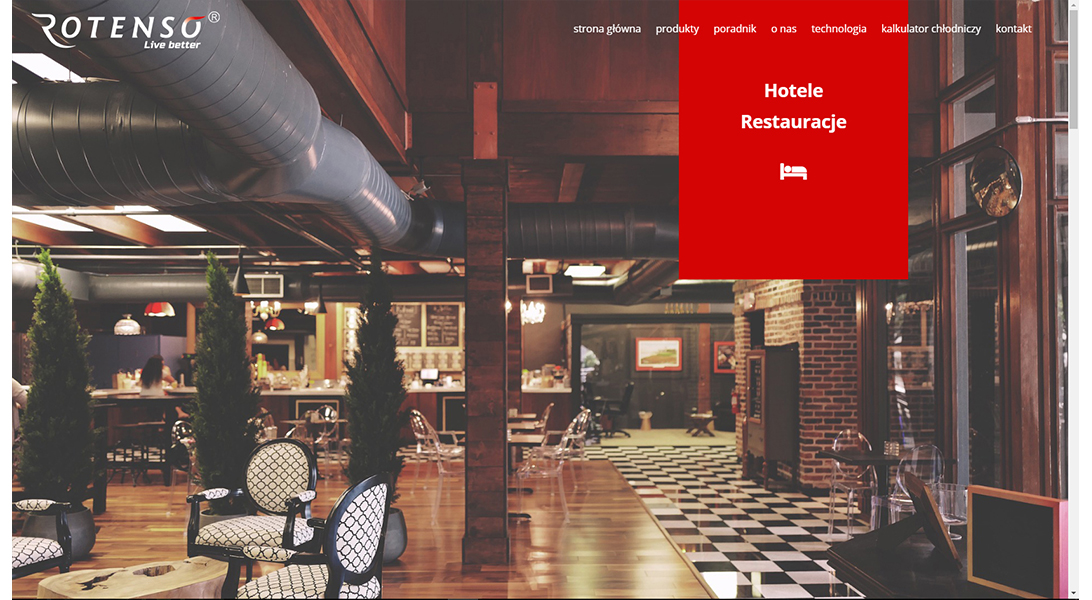 ROTENSO®
Live better
strona główna produkty poradnik o nas technologia kalkulator chłodniczy kontakt
Hotele
Restauracje